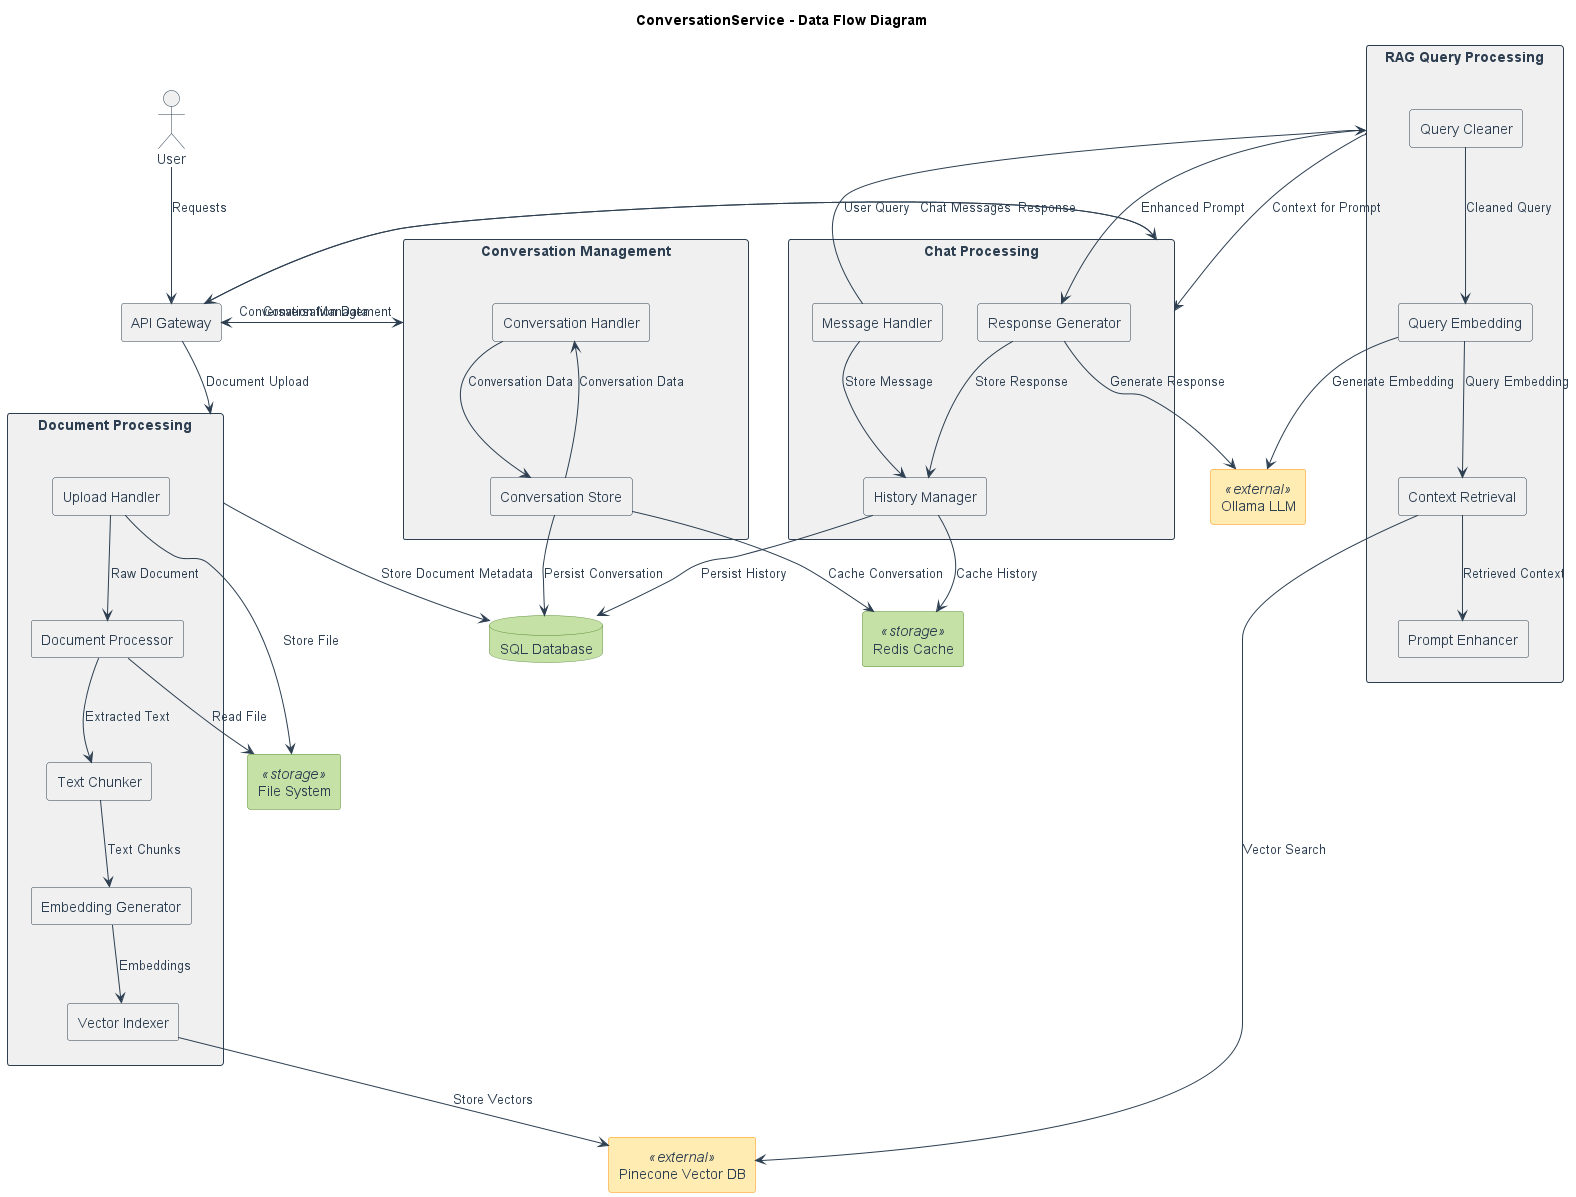 ConversationService - Data Flow Diagram
RAG Query Processing
Query Cleaner
User
Requests
User Query
Chat Messages
Response
Enhanced Prompt
Context for Prompt
Cleaned Query
Conversation Management
Chat Processing
API Gateway
Conversation Data
Conversation Management
Conversation Handler
Message Handler
Response Generator
Query Embedding
Document Upload
Conversation Data
Conversation Data
Store Message
Store Response
Generate Response
Generate Embedding
Query Embedding
Document Processing
Upload Handler
Conversation Store
History Manager
«external»
Ollama LLM
Context Retrieval
Raw Document
Store Document Metadata
Persist Conversation
Persist History
Cache Conversation
Cache History
Retrieved Context
Document Processor
Store File
SQL Database
«storage»
Redis Cache
Prompt Enhancer
Extracted Text
Read File
Text Chunker
«storage»
File System
Text Chunks
Vector Search
Embedding Generator
Embeddings
Vector Indexer
Store Vectors
«external»
Pinecone Vector DB